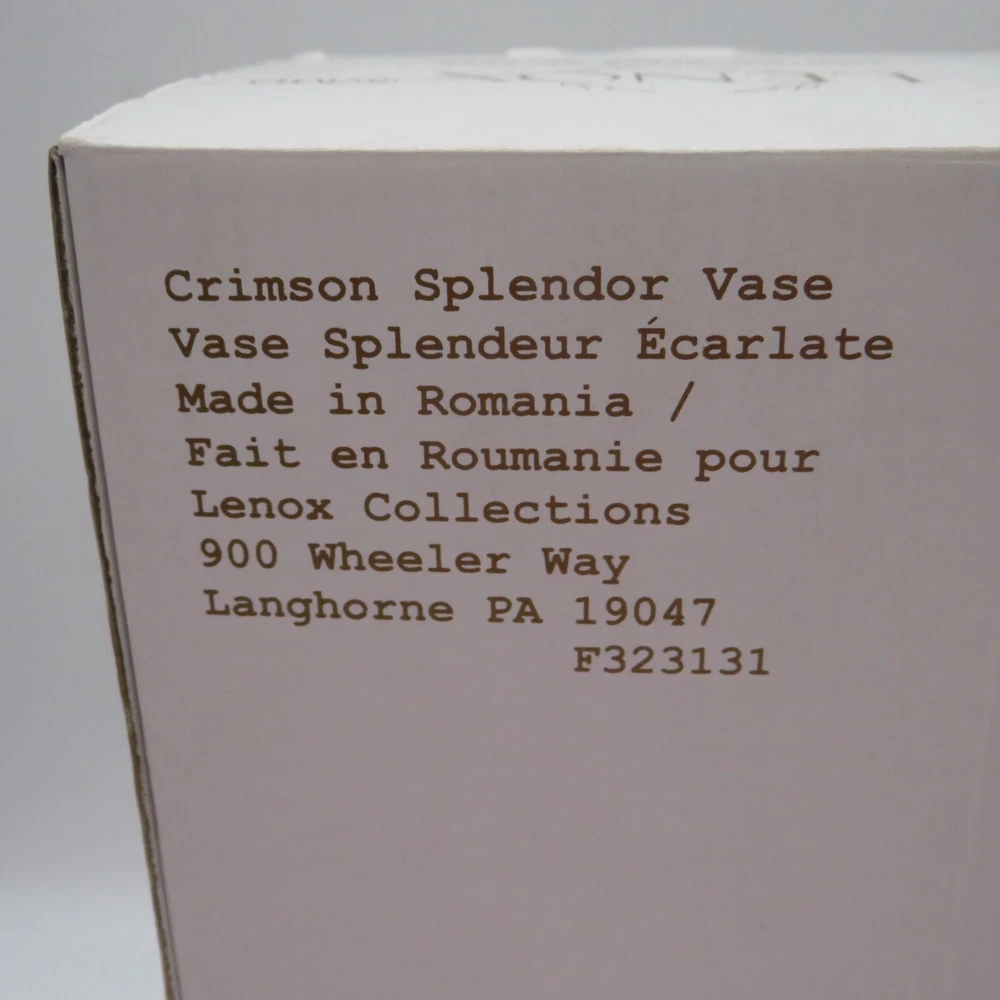 LENOX
Crimson Splendor Vase
Vase Splendeur Écarlate
Made in Romania /
Fait en Roumanie pour
Lenox Collections
900 Wheeler Way
Langhorne PA 19047
F323131